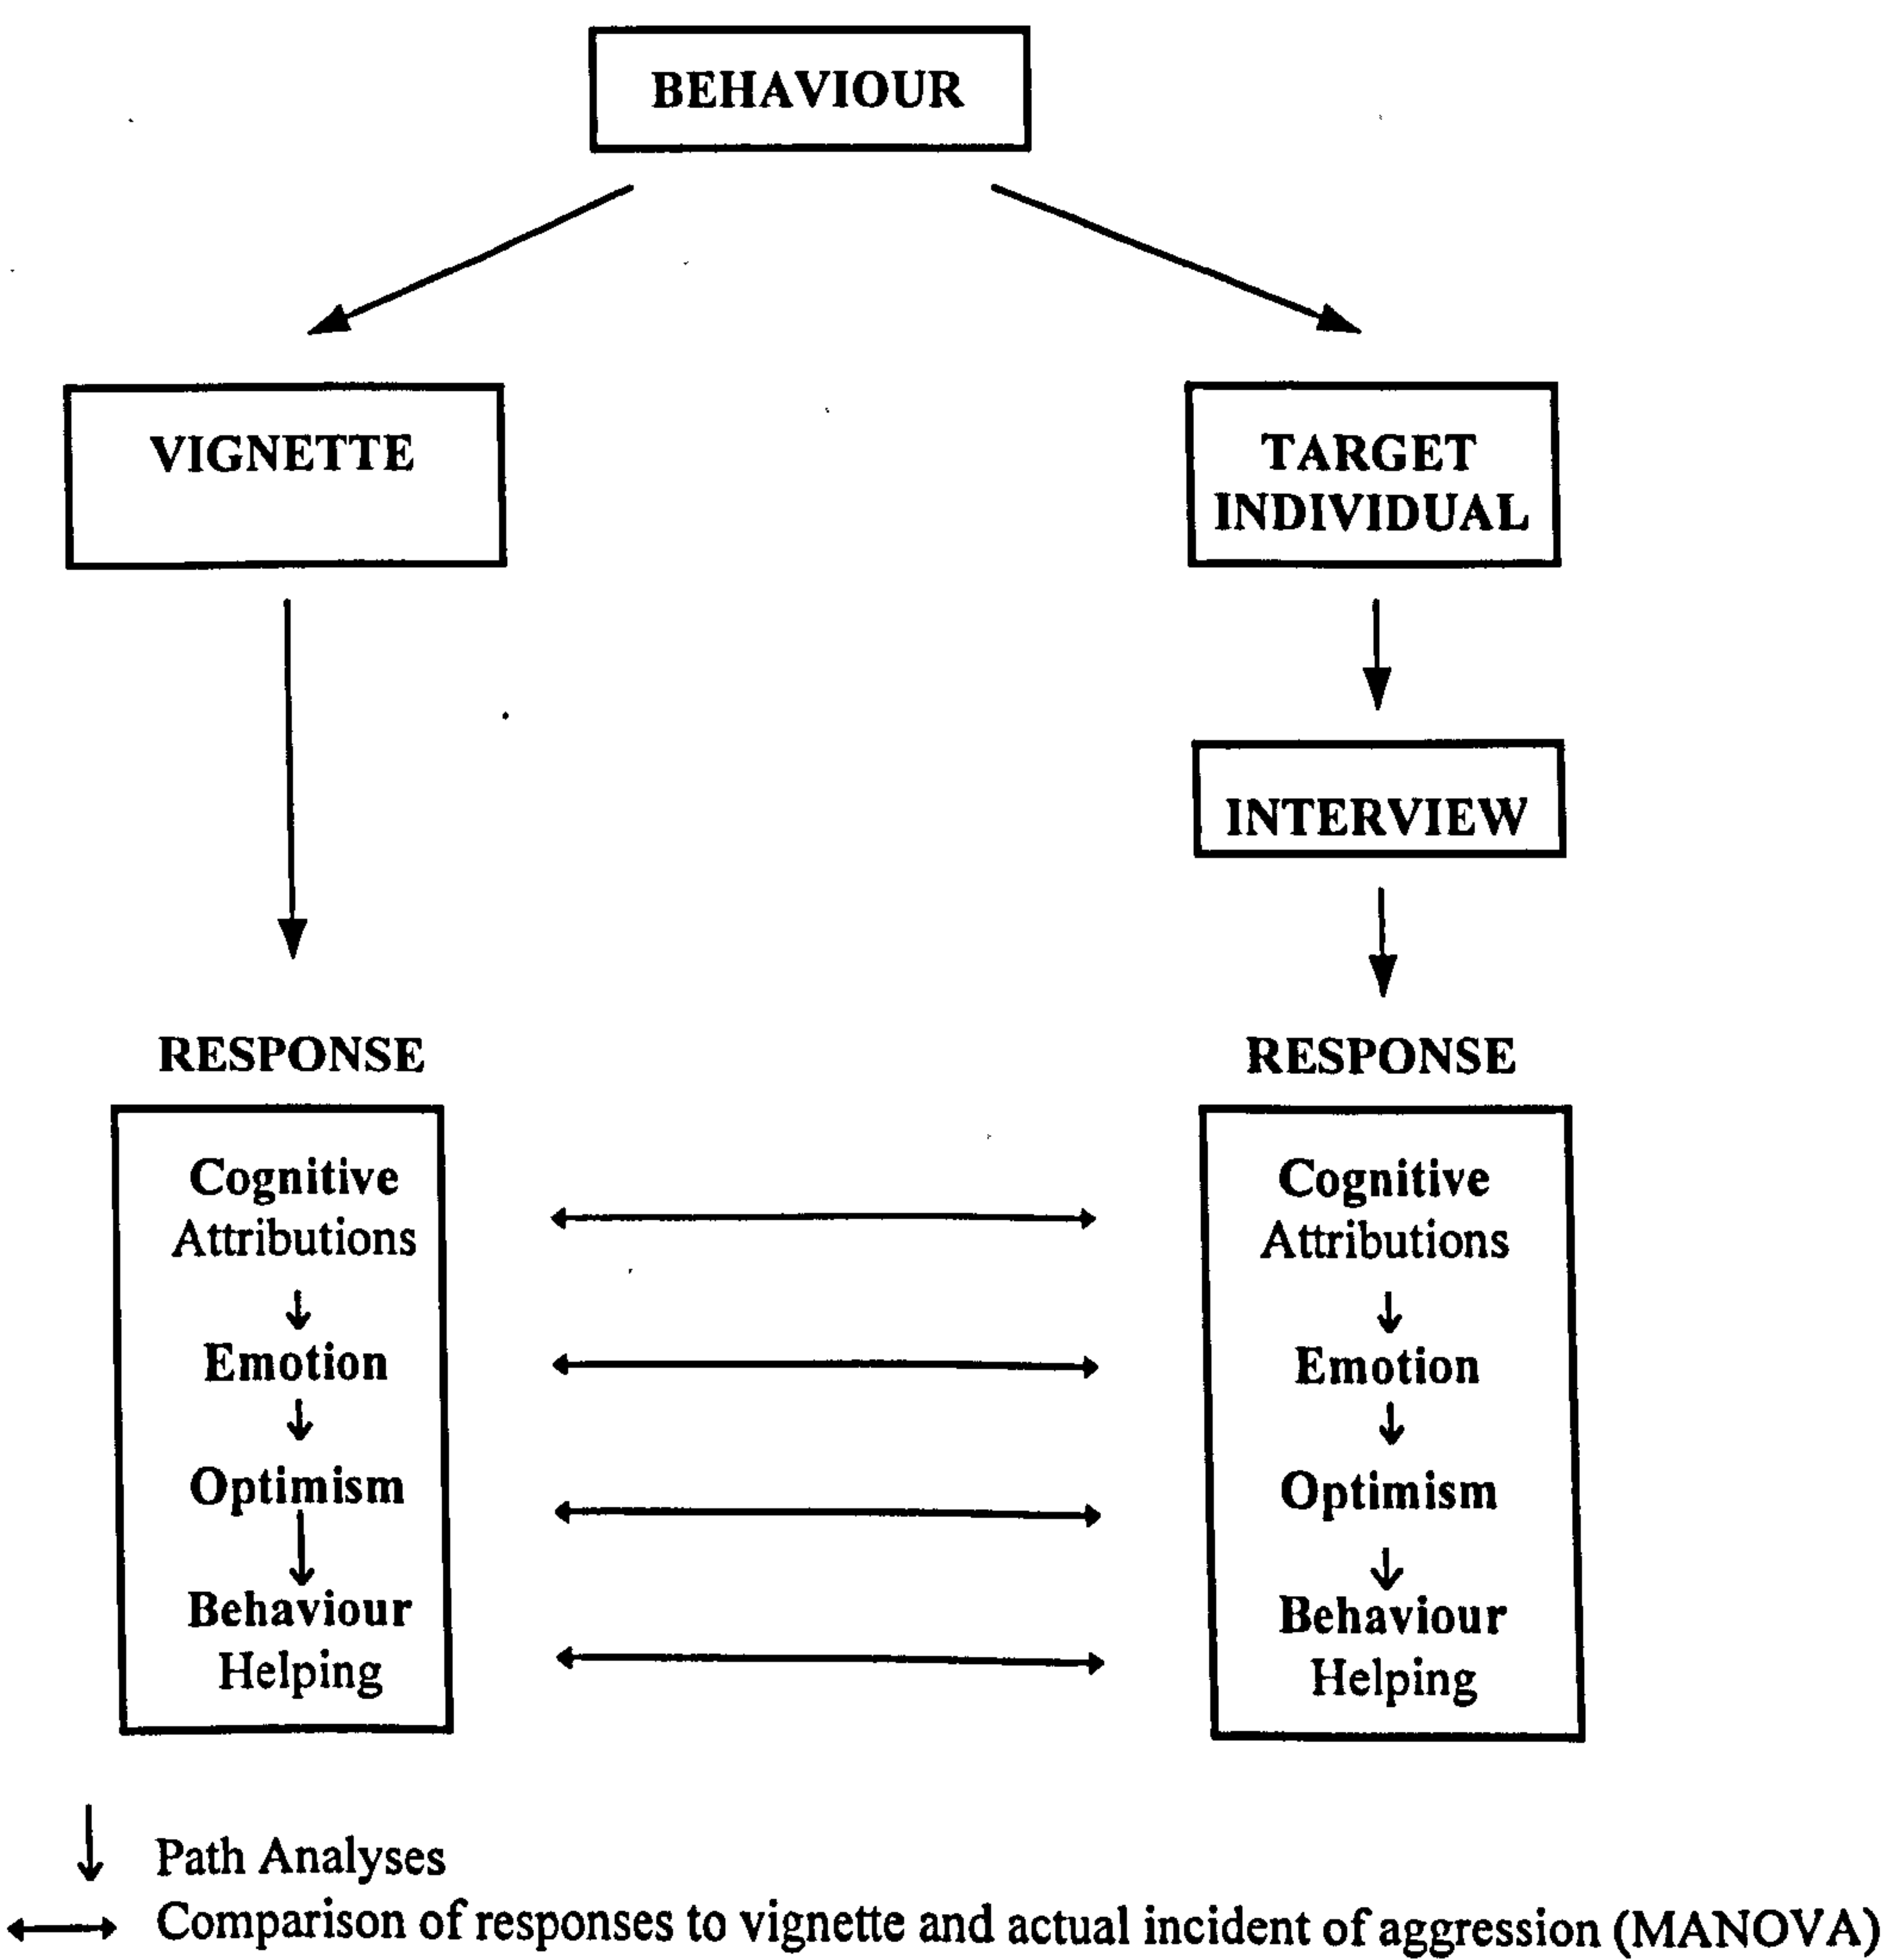 BEHAVIOUR
VIGNETTE
TARGET
INDIVIDUAL
INTERVIEW
RESPONSE
Cognitive
Attributions
Emotion
Optimism
Behaviour
Helping
RESPONSE
Cognitive
Attributions
Emotion
Optimism
Behaviour
Helping
Path Analyses
Comparison of responses to vignette and actual incident of aggression (MANOVA)